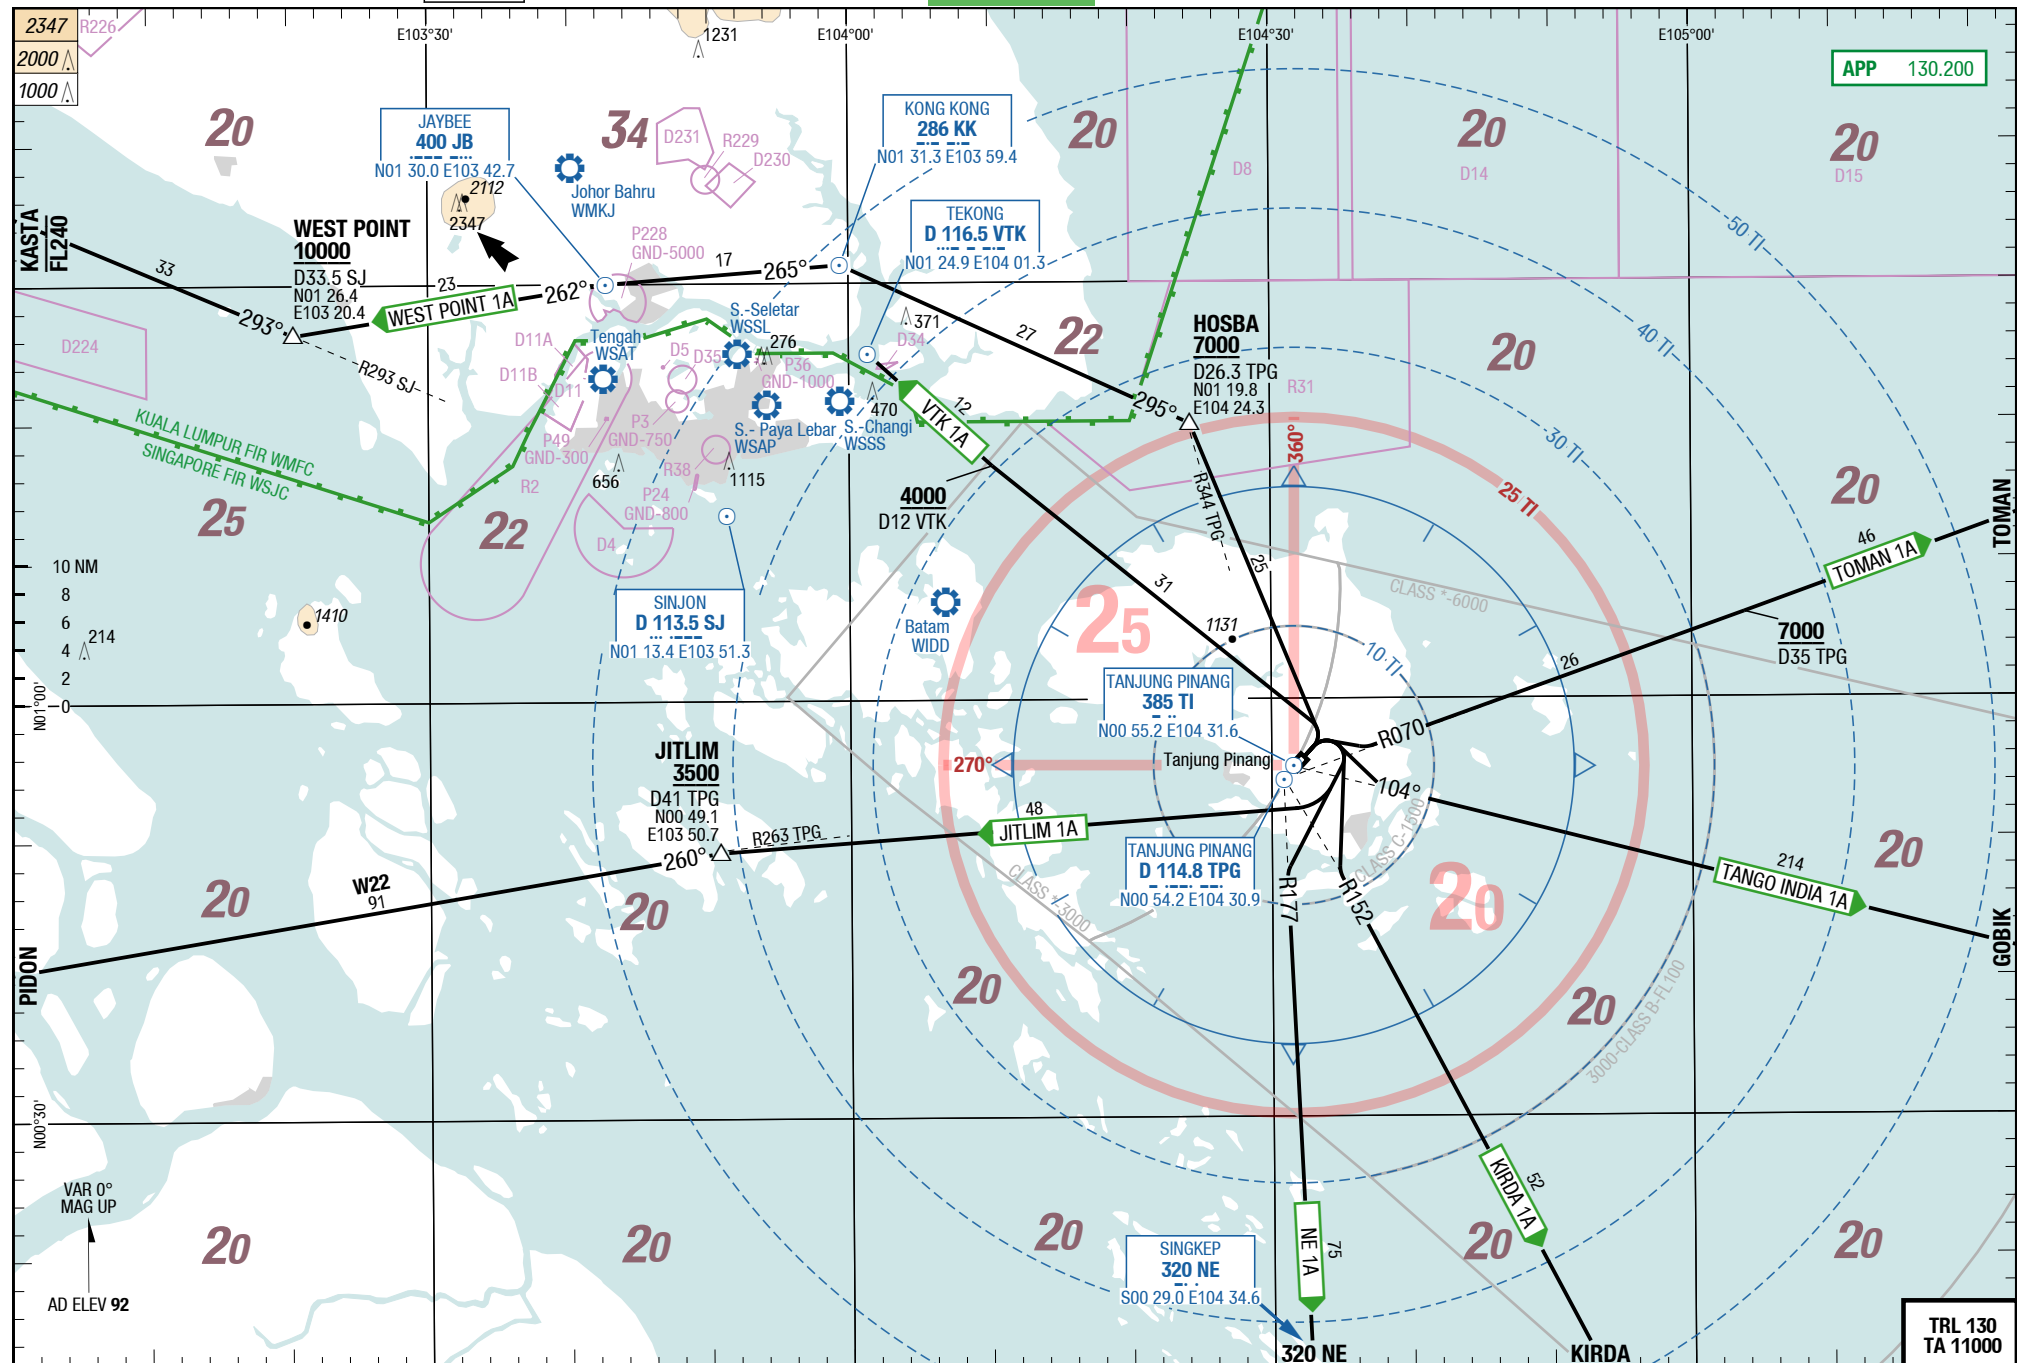 2347
2000
1000
R226
E103°30'
1231
E104°00'
E104°30'
E105°00'
APP 130.200
20
34
20
20
20
JAYBEE
400 JB
N01 30.0 E103 42.7
Johor Bahru
WMKJ
D231
R229
D230
KONG KONG
286 KK
N01 31.3 E103 59.4
TEKONG
D 116.5 VTK
N01 24.9 E104 01.3
D8
D14
D15
2112
2347
KASTA
FL240
33
WEST POINT
10000
D33.5 SJ
N01 26.4
E103 20.4
293°
R293 SJ
23
WEST POINT 1A
262°
P228
GND-5000
17
265°
50 TI
40 TI
30 TI
25 TI
10 TI
D224
D11A
D11B
D11
Tengah
WSAT
S.-Seletar
WSSL
276
D5
D35
P36
GND-1000
371
D34
22
27
HOSBA
7000
D26.3 TPG
N01 19.8
E104 24.3
295°
R31
20
KUALA LUMPUR FIR WMFC
SINGAPORE FIR WSJC
P3
GND-750
P49
GND-300
S.- Paya Lebar
WSAP
S.-Changi
WSSS
470
VTK 1A
12
360°
R344 TPG
25
R2
656
R38
1115
P24
GND-800
D4
25
22
4000
D12 VTK
20
TOMAN
46
TOMAN 1A
10 NM
8
6
4
2
0
N01°00'
1410
214
SINJON
D 113.5 SJ
N01 13.4 E103 51.3
Batam
WIDD
25
31
CLASS *-6000
1131
7000
D35 TPG
26
TANJUNG PINANG
385 TI
N00 55.2 E104 31.6
R070
Tanjung Pinang
270°
104°
JITLIM
3500
D41 TPG
N00 49.1
E103 50.7
R263 TPG
260°
48
JITLIM 1A
TANJUNG PINANG
D 114.8 TPG
N00 54.2 E104 30.9
CLASS C-1500
CLASS *-3000
R177
R152
20
214
TANGO INDIA 1A
20
GOBIK
W22
91
20
20
PIDON
20
20
3000-CLASS B-FL100
N00°30'
VAR 0°
MAG UP
20
20
20
20
20
KIRDA 1A
52
NE 1A
75
SINGKEP
320 NE
S00 29.0 E104 34.6
AD ELEV 92
320 NE
KIRDA
TRL 130
TA 11000